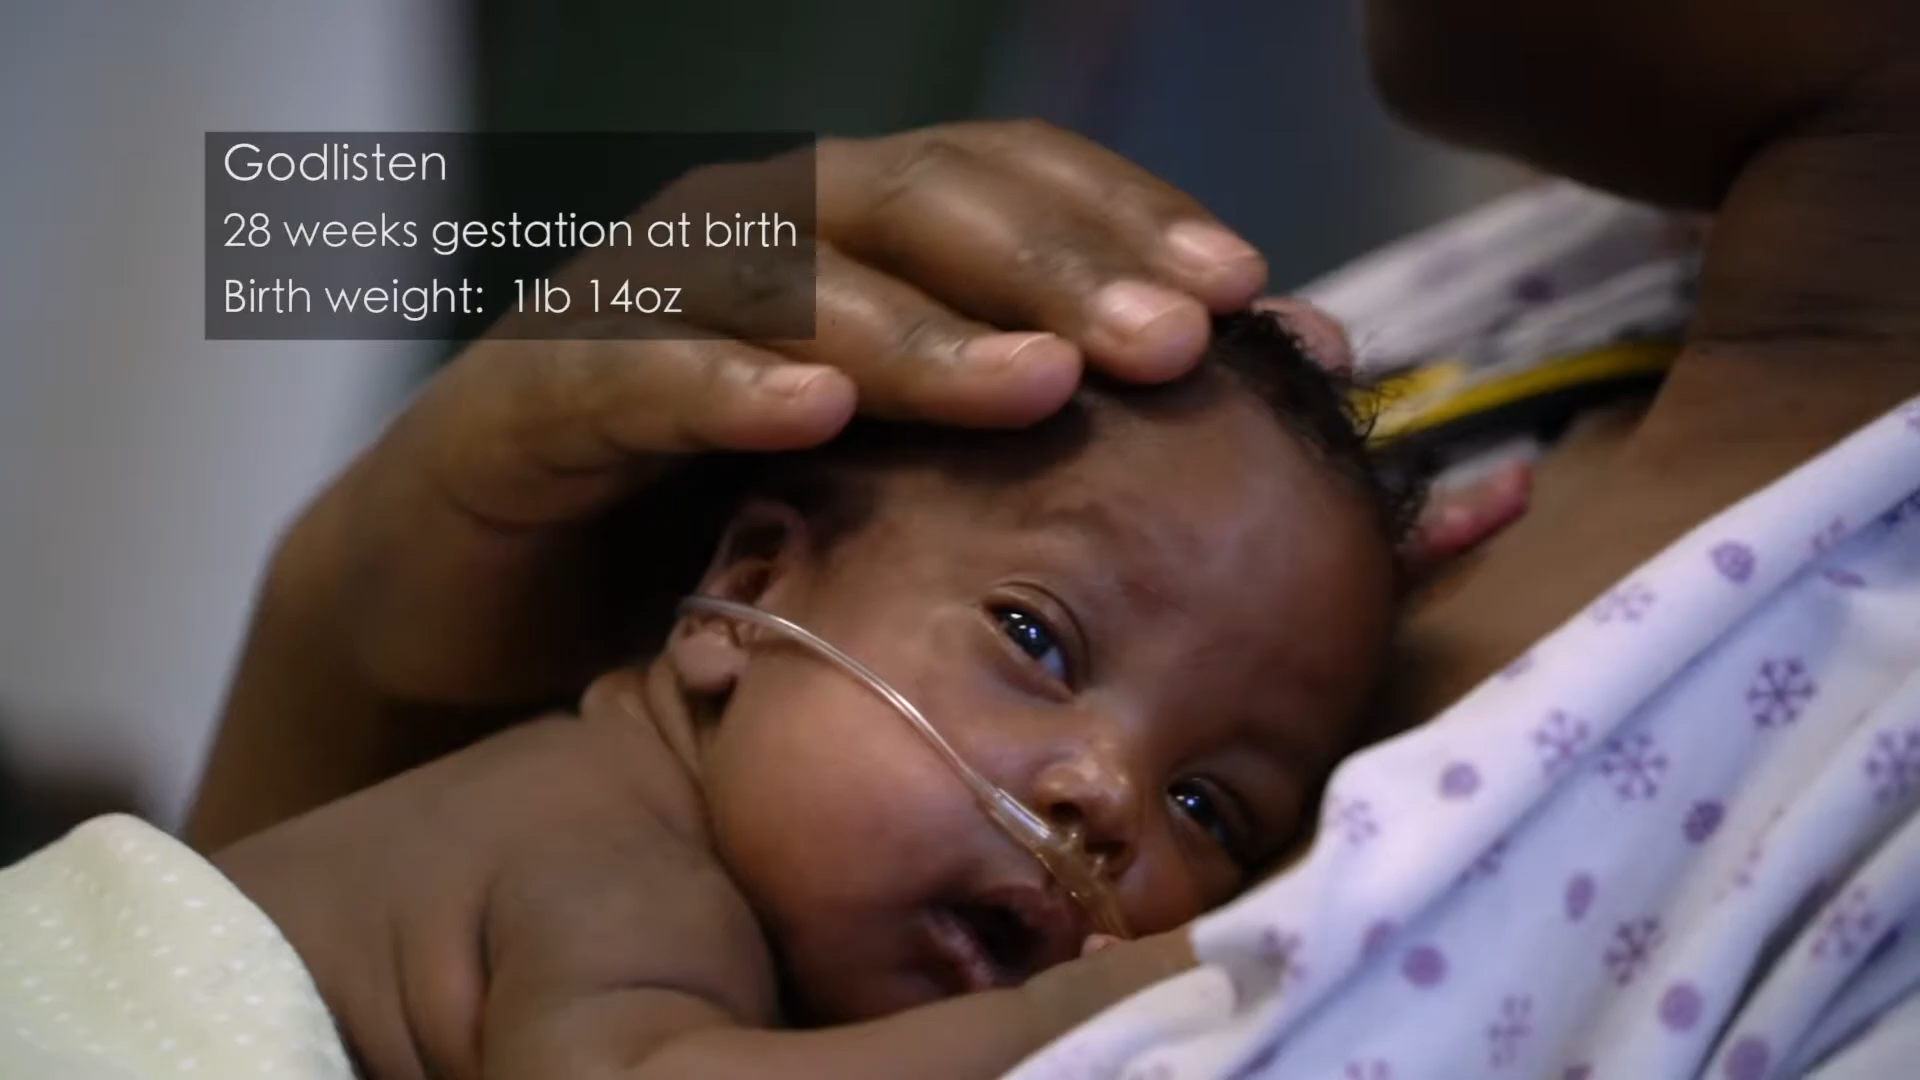 Godlisten
28 weeks gestation at birth
Birth weight: 1lb 14oz